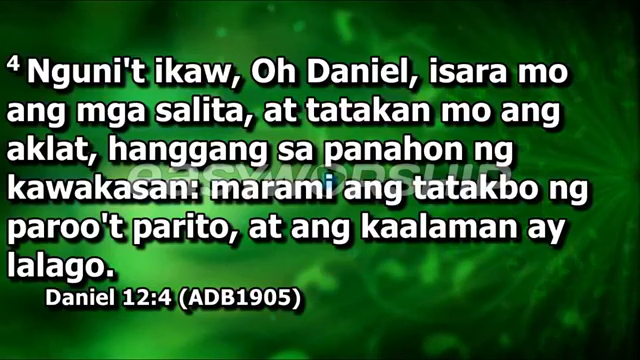 4 Nguni't ikaw, Oh Daniel, isara mo
ang mga salita, at tatakan mo ang
aklat, hanggang sa panahon ng
easyworship
kawakasan: marami ang tatakbo ng
paroo't parito, at ang kaalaman ay
lalago.
Daniel 12:4 (ADB1905)